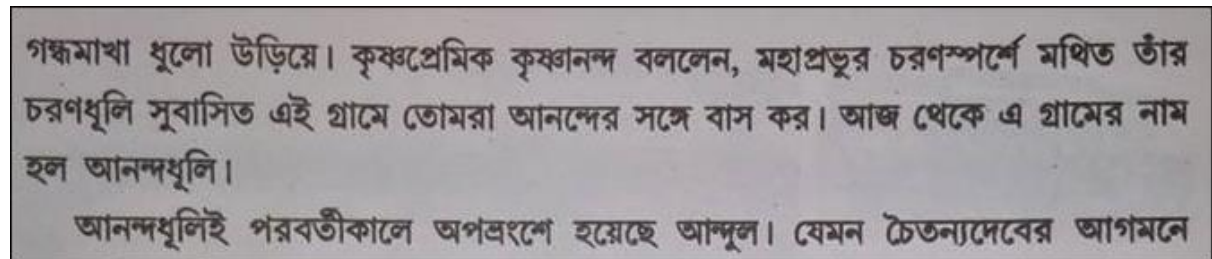 গন্ধমাখা ধূলো উড়িয়ে। কৃষ্ণপ্রেমিক কৃষ্ণানন্দ বললেন, মহাপ্রভুর চরণস্পর্শে মথিত তাঁর
চরণধূলি সুবাসিত এই গ্রামে তোমরা আনন্দের সঙ্গে বাস কর। আজ থেকে এ গ্রামের নাম
হল আনন্দধূলি।
আনন্দধূলিই পরবর্তীকালে অপভ্রংশে হয়েছে আন্দুল। যেমন চৈতন্যদেবের আগমনে